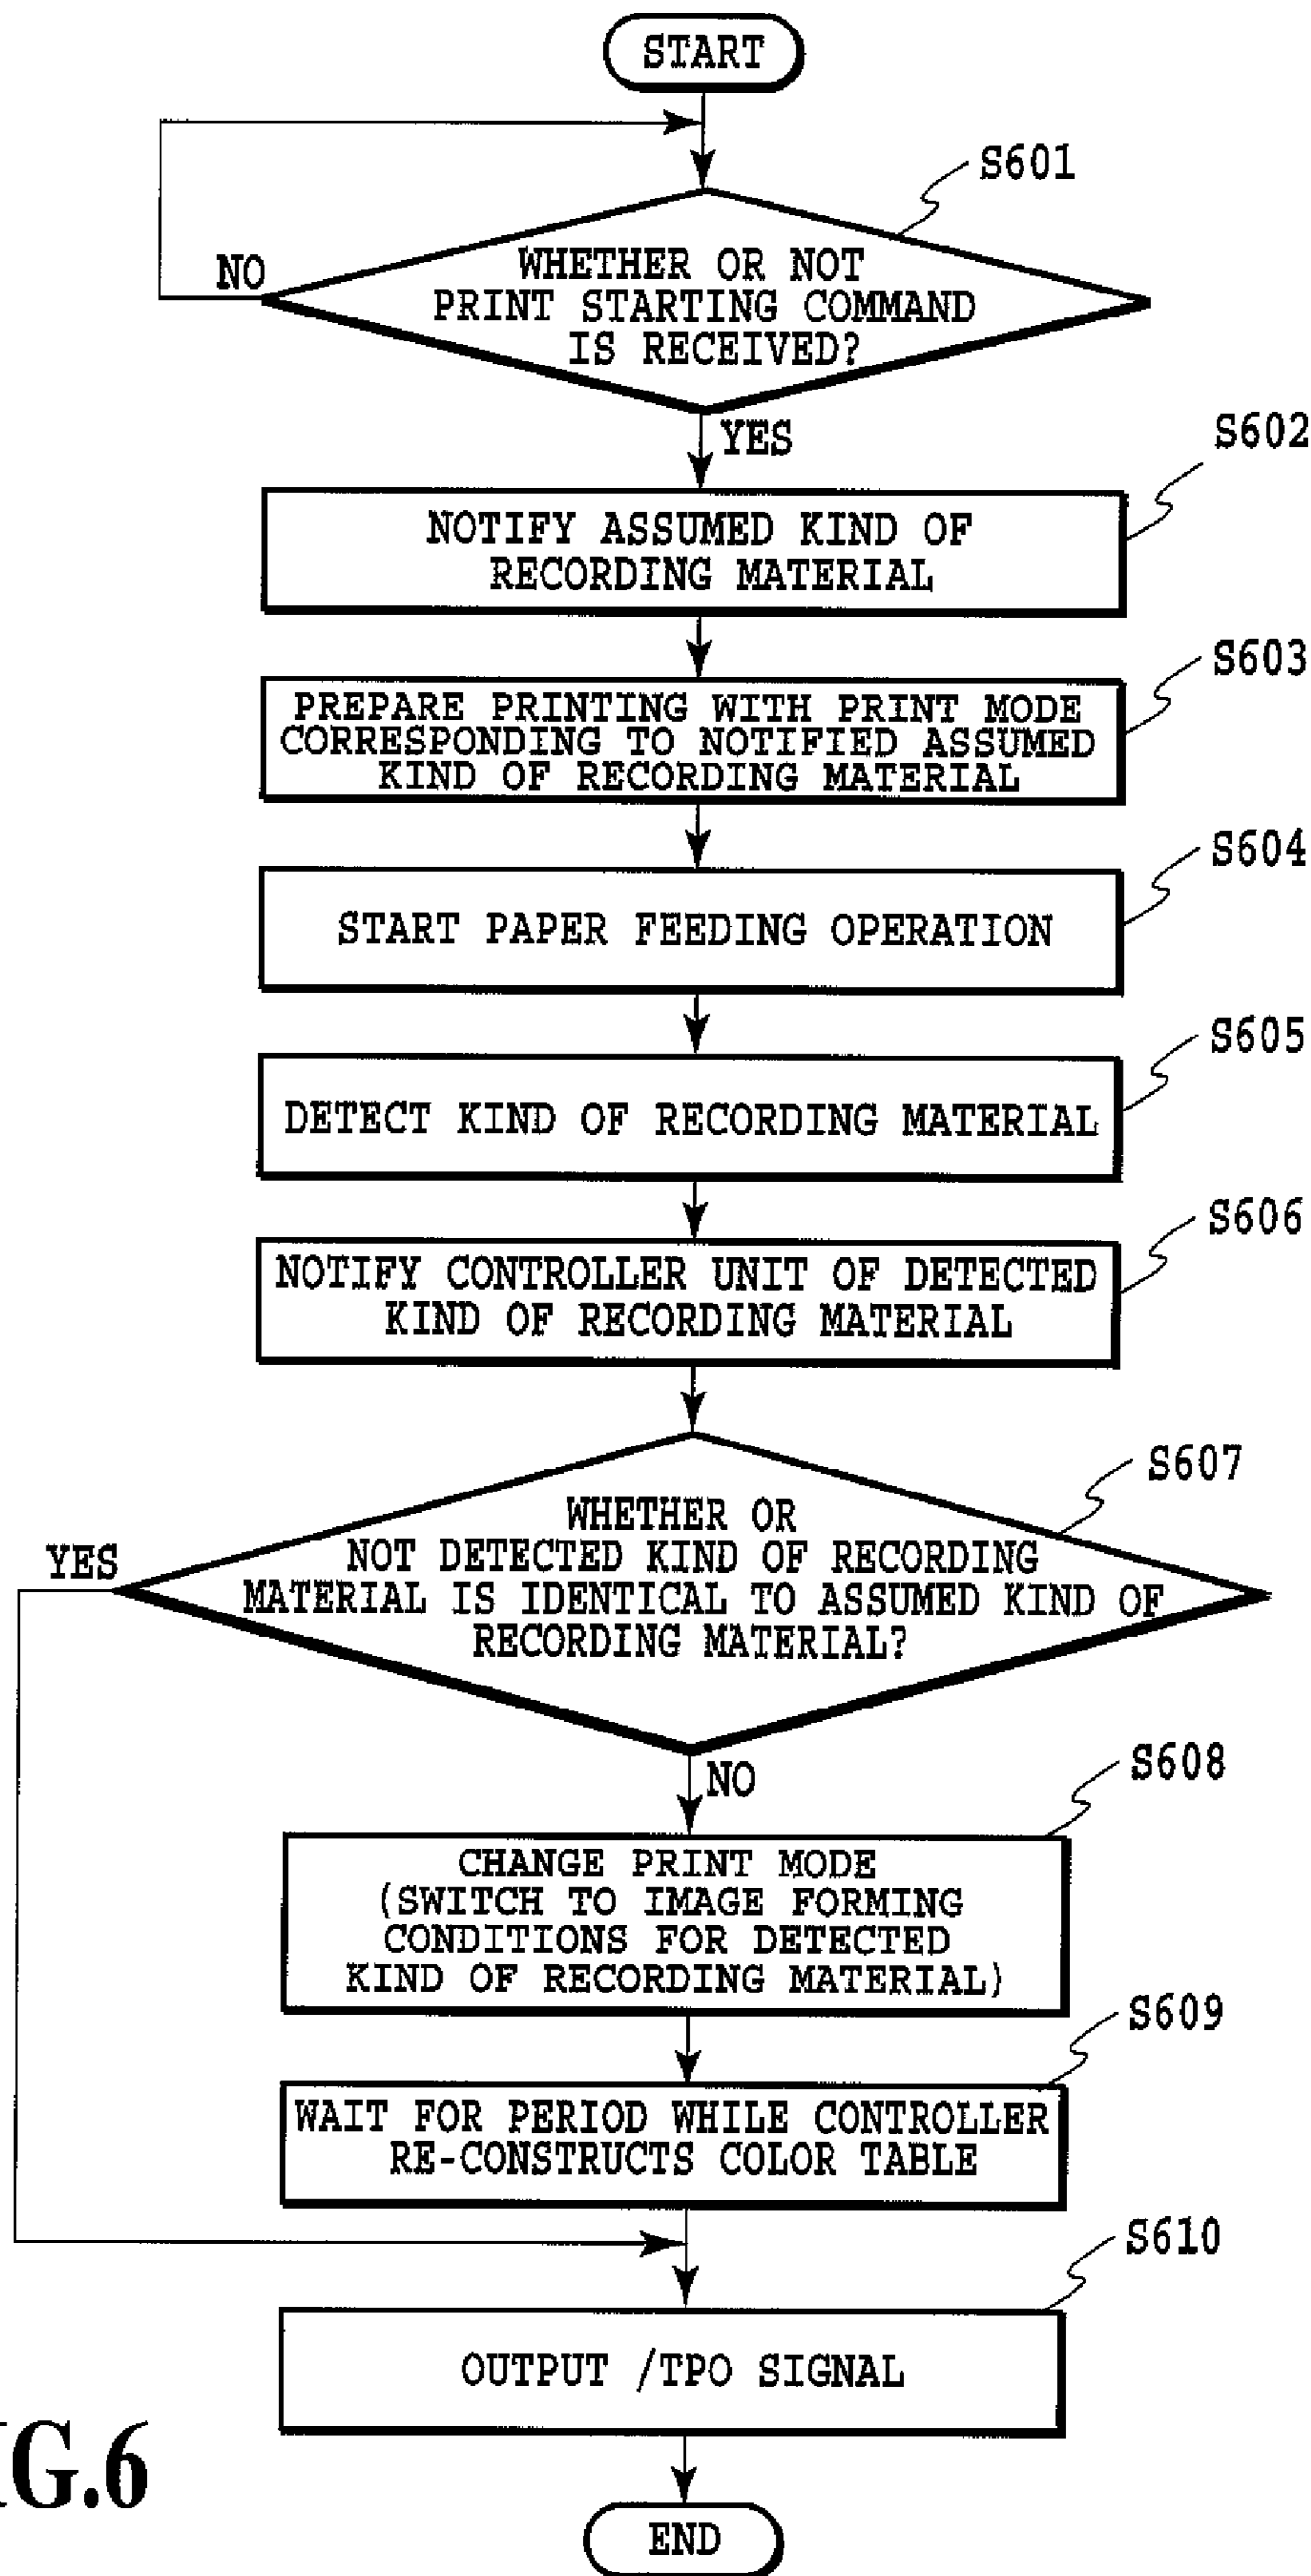 START
S601
NO
WHETHER OR NOT
PRINT STARTING COMMAND
IS RECEIVED?
YES
S602
NOTIFY ASSUMED KIND OF
RECORDING MATERIAL
S603
PREPARE PRINTING WITH PRINT MODE
CORRESPONDING TO NOTIFIED ASSUMED
KIND OF RECORDING MATERIAL
S604
START PAPER FEEDING OPERATION
S605
DETECT KIND OF RECORDING MATERIAL
S606
NOTIFY CONTROLLER UNIT OF DETECTED
KIND OF RECORDING MATERIAL
S607
YES
WHETHER OR
NOT DETECTED KIND OF RECORDING
MATERIAL IS IDENTICAL TO ASSUMED KIND OF
RECORDING MATERIAL?
NO
S608
CHANGE PRINT MODE
(SWITCH TO IMAGE FORMING
CONDITIONS FOR DETECTED
KIND OF RECORDING MATERIAL)
S609
WAIT FOR PERIOD WHILE CONTROLLER
RE-CONSTRUCTS COLOR TABLE
S610
OUTPUT /TPO SIGNAL
G.6
END